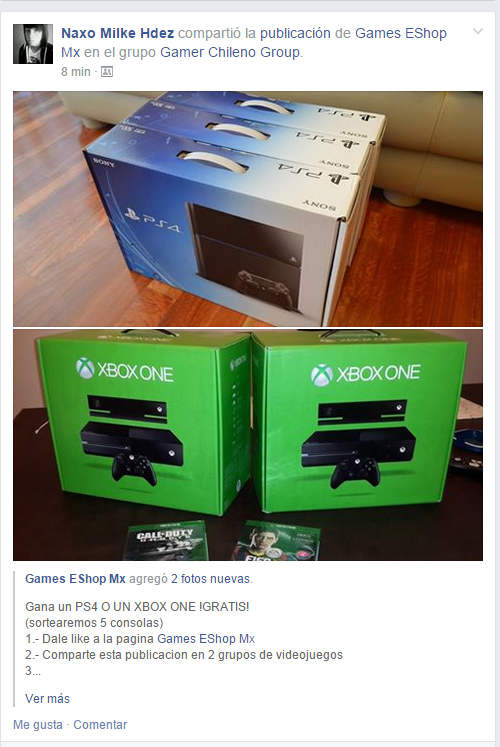 Naxo Milke Hdez compartió la publicación de Games EShop
Mx en el grupo Gamer Chileno Group.
8 min ·
PS4
SONY
PS4
SONY
SONY
PS4
SONY
PS4
XBOX ONE
XBOX ONE
CALL·DUTY
FIFA
Games EShop Mx agregó 2 fotos nuevas.
Gana un PS4 O UN XBOX ONE !GRATIS!
(sortearemos 5 consolas)
1.- Dale like a la pagina Games EShop Mx
2.- Comparte esta publicacion en 2 grupos de videojuegos
3...
Ver más
Me gusta · Comentar